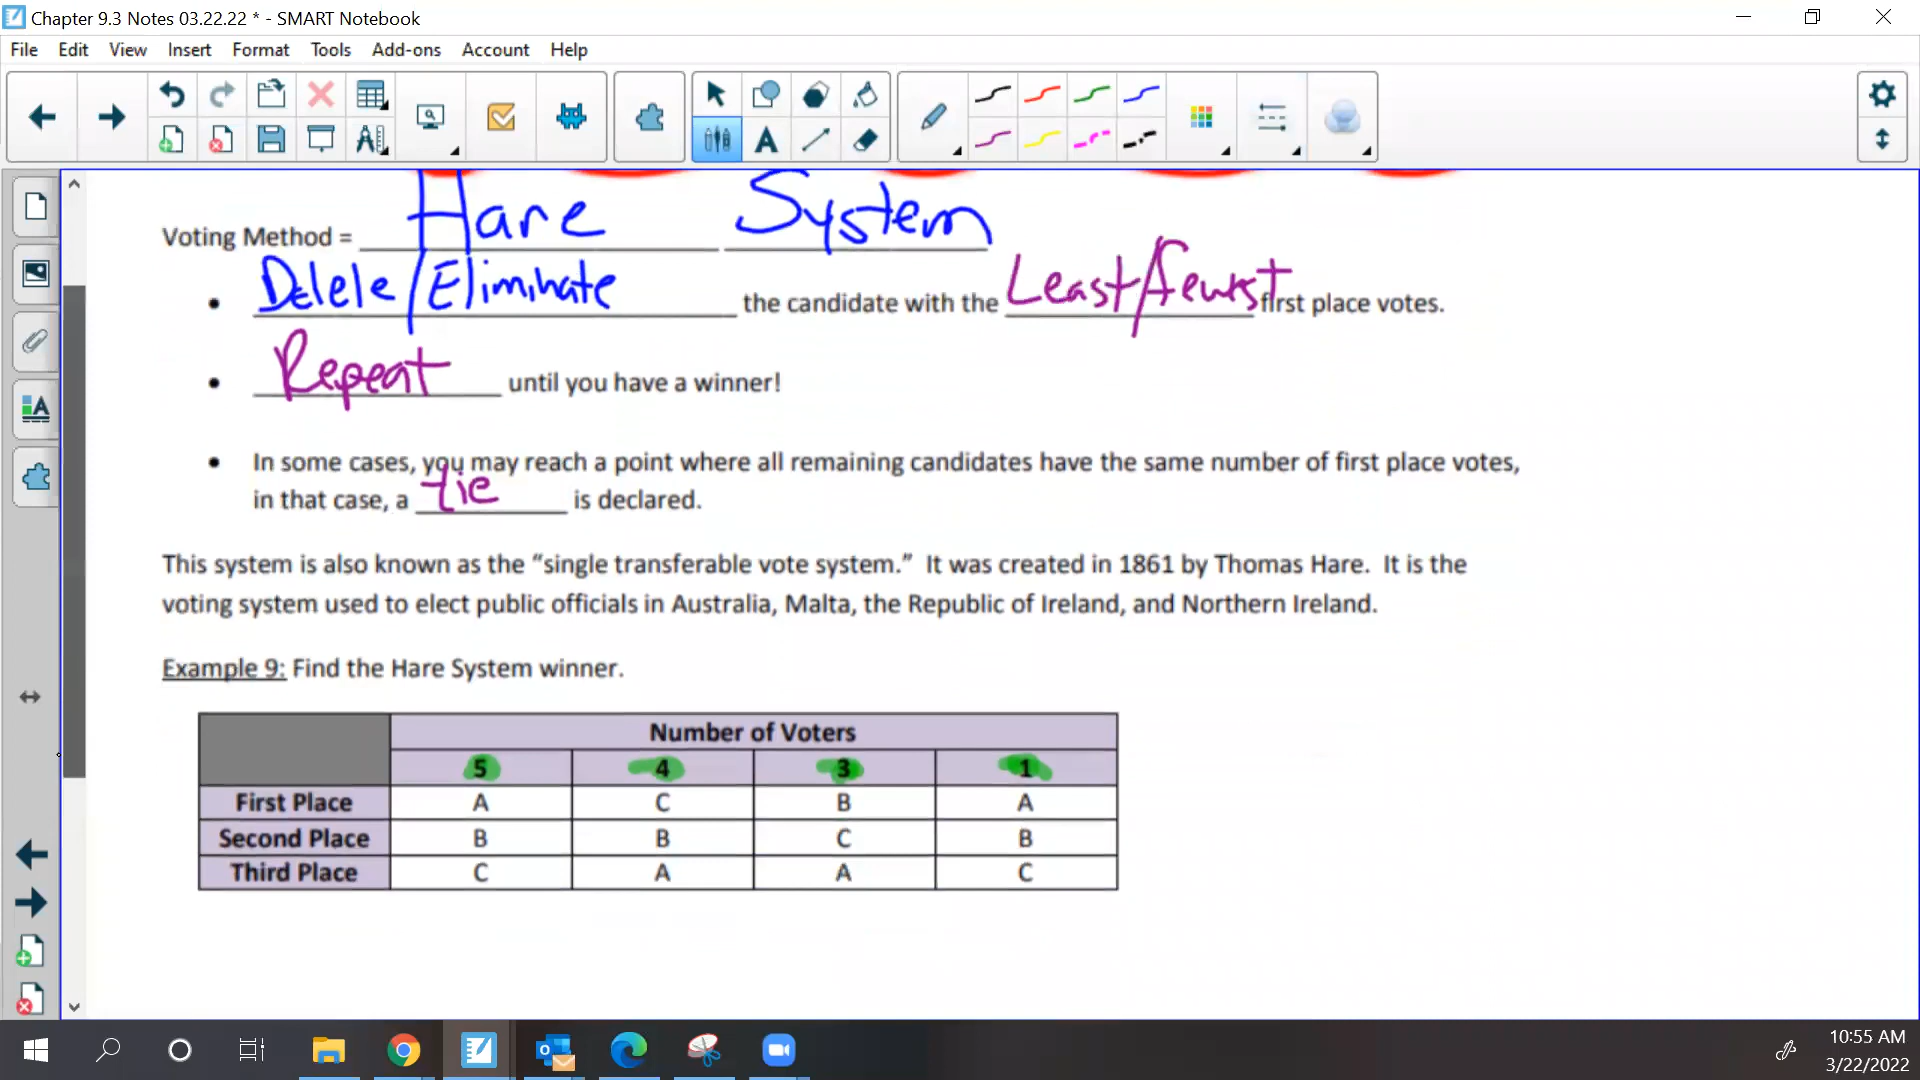 Chapter 9.3 Notes 03.22.22 * - SMART Notebook
File Edit View Insert Format Tools Add-ons Account Help
Voting Method = Hare System
Delete/Eliminate the candidate with the Least/fewest first place votes.
Repeat until you have a winner!
In some cases, you may reach a point where all remaining candidates have the same number of first place votes,
in that case, a tie is declared.
This system is also known as the “single transferable vote system.” It was created in 1861 by Thomas Hare. It is the
voting system used to elect public officials in Australia, Malta, the Republic of Ireland, and Northern Ireland.
Example 9: Find the Hare System winner.
Number of Voters
5 4 3 1
First Place A C B A
Second Place B B C B
Third Place C A A C
10:55 AM
3/22/2022